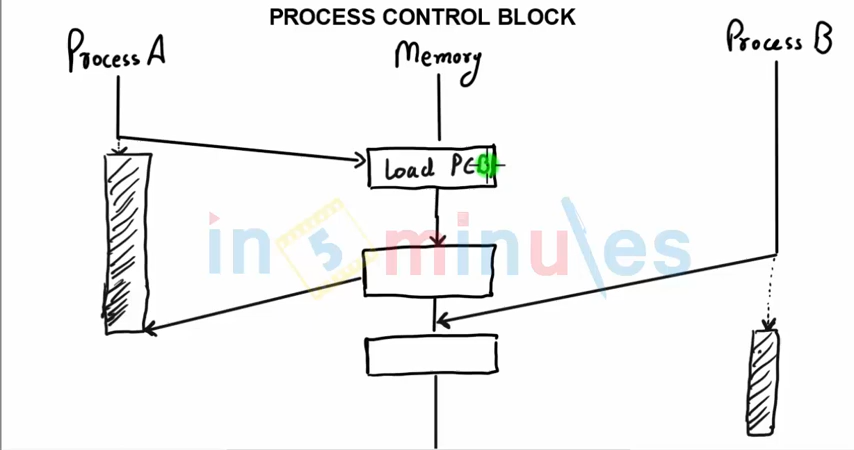 PROCESS CONTROL BLOCK
Process A
Memory
Process B
Load PCB
in 5 minutes